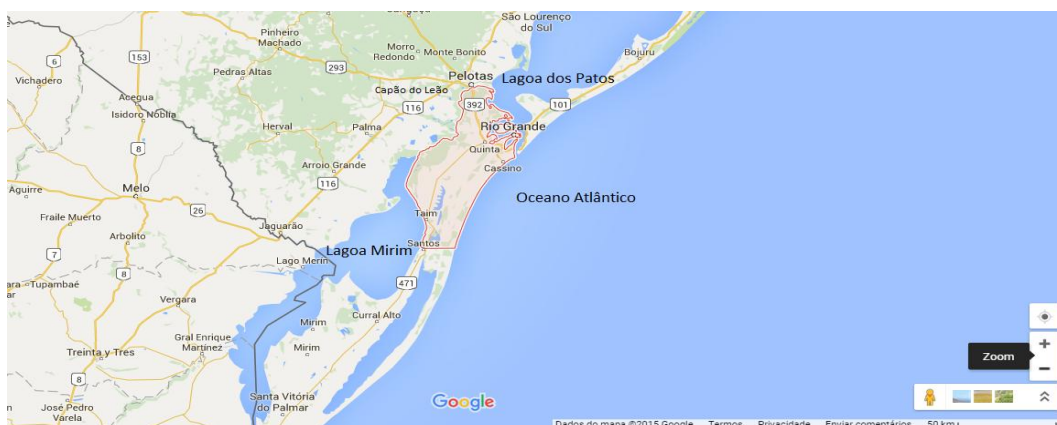 São Lourenço
do Sul
Pinheiro
Machado
153
Morro
Redondo
Monte Bonito
Bojuru
6
293
Vichadero
Pedras Altas
Pelotas
Lagoa dos Patos
Capão do Leão
Acegua
392
101
116
Isidoro Noblía
Herval
Palma
Rio Grande
8
Quinta
Cassino
Arroio Grande
Aguirre
Melo
116
Oceano Atlântico
Fraile Muerto
26
Taim
Arbolito
Jaguarão
Santos
Lagoa Mirim
7
Lago Merin
8
471
Tupambaé
Vergara
Curral Alto
Mirim
Gral Enrique
Martinez
Mirim
Treinta y Tres
Zoom
8
Santa Vitória
do Palmar
José Pedro
Varela
Google
Dados do mapa ©2015 Google Termos Privacidade Enviar comentários 50 km